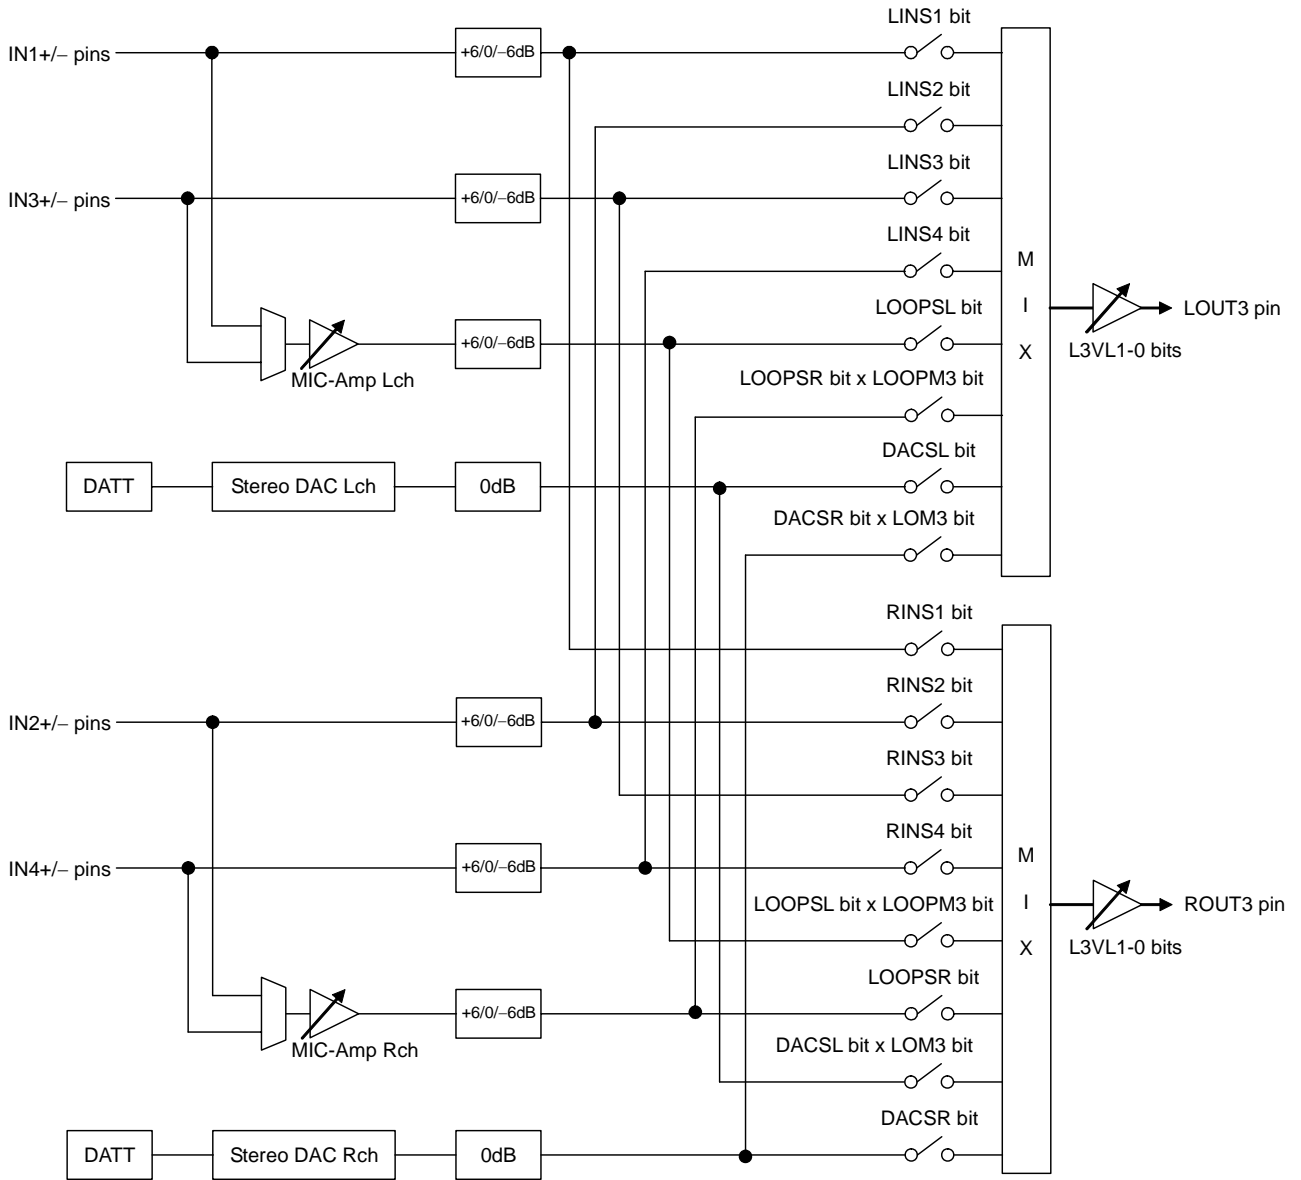 LINS1 bit
IN1+/− pins
+6/0/−6dB
LINS2 bit
LINS3 bit
IN3+/− pins
+6/0/−6dB
LINS4 bit
M
I
X
LOOPSL bit
LOUT3 pin
L3VL1-0 bits
+6/0/−6dB
MIC-Amp Lch
LOOPSR bit x LOOPM3 bit
DACSL bit
DATT
Stereo DAC Lch
0dB
DACSR bit x LOM3 bit
RINS1 bit
RINS2 bit
IN2+/− pins
+6/0/−6dB
RINS3 bit
RINS4 bit
IN4+/− pins
+6/0/−6dB
M
I
X
LOOPSL bit x LOOPM3 bit
ROUT3 pin
L3VL1-0 bits
LOOPSR bit
+6/0/−6dB
MIC-Amp Rch
DACSL bit x LOM3 bit
DACSR bit
DATT
Stereo DAC Rch
0dB